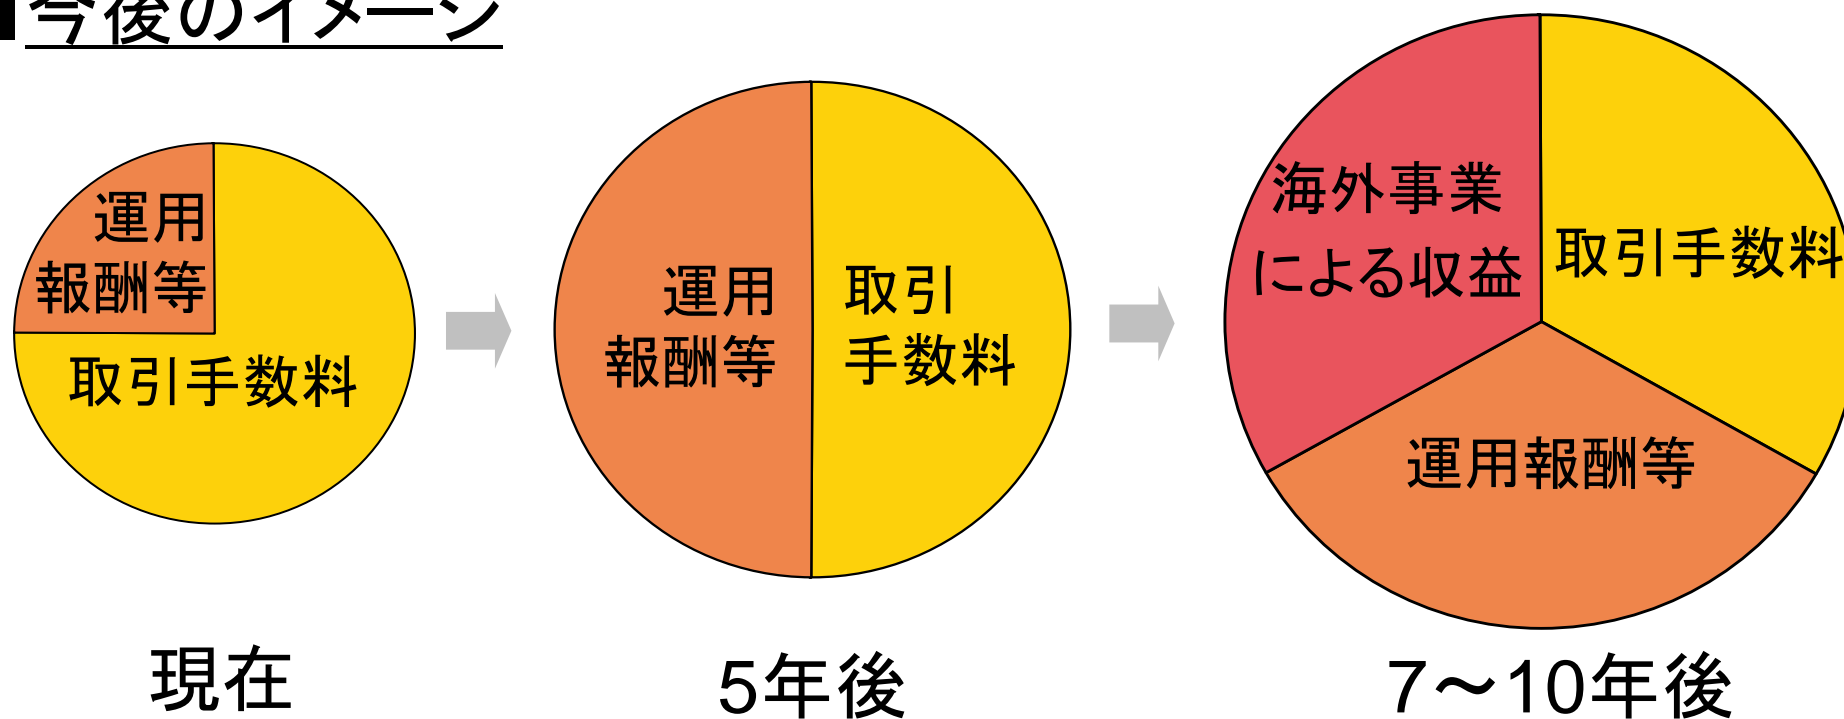 今後のイメージ
運用
報酬等
取引手数料
現在
運用
報酬等
取引
手数料
5年後
海外事業
による収益
取引手数料
運用報酬等
7～10年後